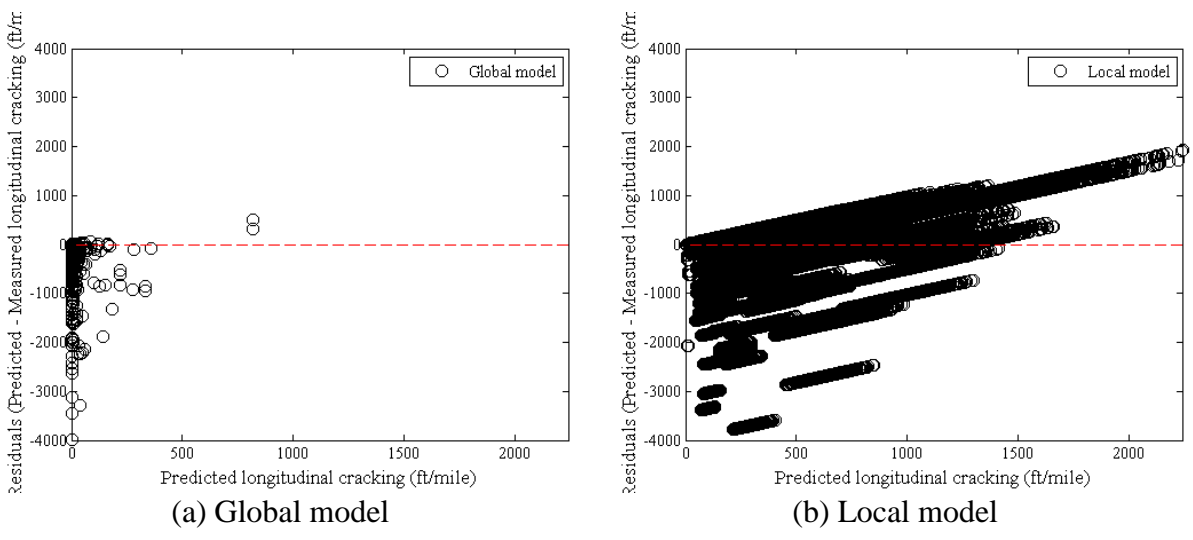 Residuals (Predicted - Measured longitudinal cracking (ft/m
4000
3000
2000
1000
0
-1000
-2000
-3000
-4000
Global model
0 500 1000 1500 2000
Predicted longitudinal cracking (ft/mile)
(a) Global model
Residuals (Predicted - Measured longitudinal cracking (ft/m
4000
3000
2000
1000
0
-1000
-2000
-3000
-4000
Local model
0 500 1000 1500 2000
Predicted longitudinal cracking (ft/mile)
(b) Local model